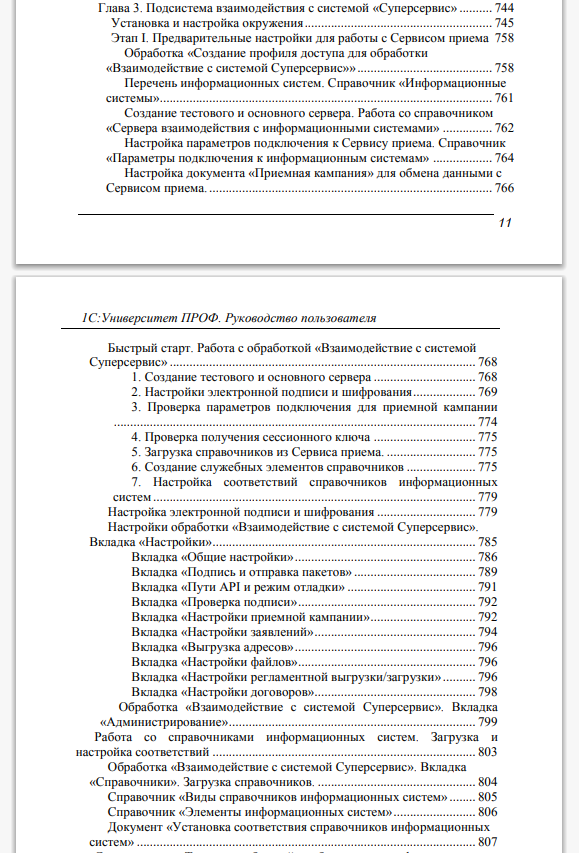 Глава 3. Подсистема взаимодействия с системой «Суперсервис» .......... 744
Установка и настройка окружения .......... 745
Этап I. Предварительные настройки для работы с Сервисом приема 758
Обработка «Создание профиля доступа для обработки
«Взаимодействие с системой Суперсервис»» .......... 758
Перечень информационных систем. Справочник «Информационные
системы» .......... 761
Создание тестового и основного сервера. Работа со справочником
«Сервера взаимодействия с информационными системами» .......... 762
Настройка параметров подключения к Сервису приема. Справочник
«Параметры подключения к информационным системам» .......... 764
Настройка документа «Приемная кампания» для обмена данными с
Сервисом приема. .......... 766
11
1С:Университет ПРОФ. Руководство пользователя
Быстрый старт. Работа с обработкой «Взаимодействие с системой
Суперсервис» .......... 768
1. Создание тестового и основного сервера .......... 768
2. Настройки электронной подписи и шифрования .......... 769
3. Проверка параметров подключения для приемной кампании
.......... 774
4. Проверка получения сессионного ключа .......... 775
5. Загрузка справочников из Сервиса приема. .......... 775
6. Создание служебных элементов справочников .......... 775
7. Настройка соответствий справочников информационных
систем .......... 779
Настройка электронной подписи и шифрования .......... 779
Настройки обработки «Взаимодействие с системой Суперсервис».
Вкладка «Настройки» .......... 785
Вкладка «Общие настройки» .......... 786
Вкладка «Подпись и отправка пакетов» .......... 789
Вкладка «Пути API и режим отладки» .......... 791
Вкладка «Проверка подписи» .......... 792
Вкладка «Настройки приемной кампании» .......... 792
Вкладка «Настройки заявлений» .......... 794
Вкладка «Выгрузка адресов» .......... 796
Вкладка «Настройки файлов» .......... 796
Вкладка «Настройки регламентной выгрузки/загрузки» .......... 796
Вкладка «Настройки договоров» .......... 798
Обработка «Взаимодействие с системой Суперсервис». Вкладка
«Администрирование» .......... 799
Работа со справочниками информационных систем. Загрузка и
настройка соответствий .......... 803
Обработка «Взаимодействие с системой Суперсервис». Вкладка
«Справочники». Загрузка справочников. .......... 804
Справочник «Виды справочников информационных систем» .......... 805
Справочник «Элементы информационных систем» .......... 806
Документ «Установка соответствия справочников информационных
систем» .......... 807